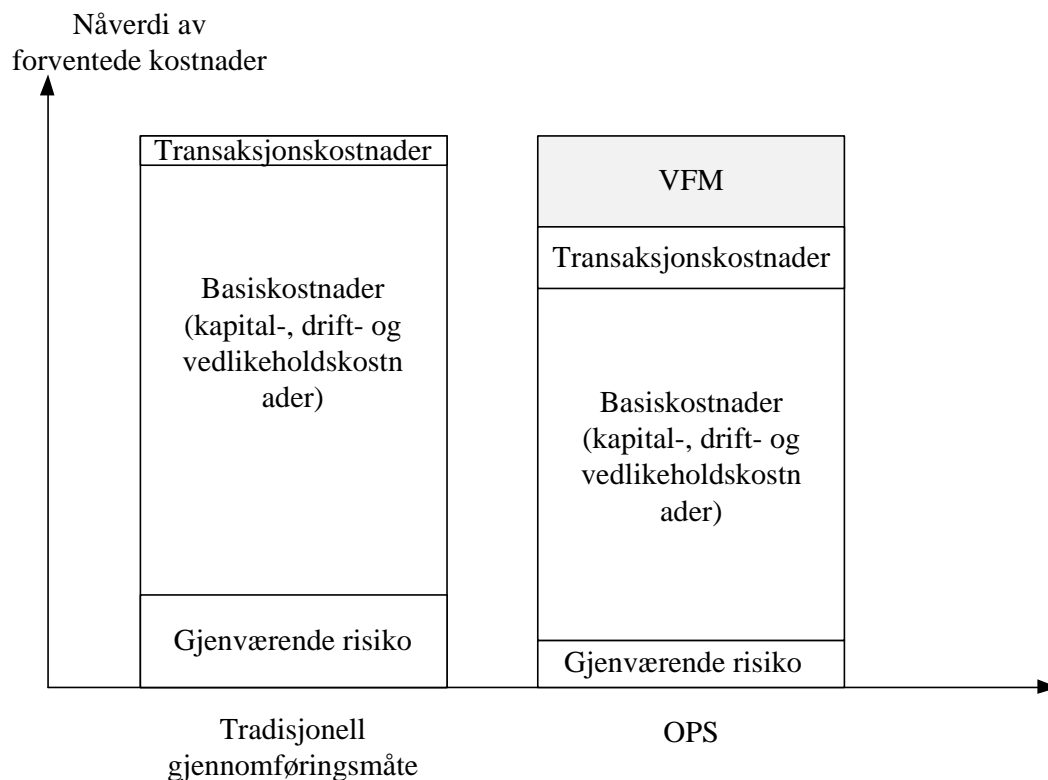 Nåverdi av
forventede kostnader
Transaksjonskostnader
Basiskostnader
(kapital-, drift- og
vedlikeholdskostn
ader)
Gjenværende risiko
VFM
Transaksjonskostnader
Basiskostnader
(kapital-, drift- og
vedlikeholdskostn
ader)
Gjenværende risiko
Tradisjonell
gjennomføringsmåte
OPS